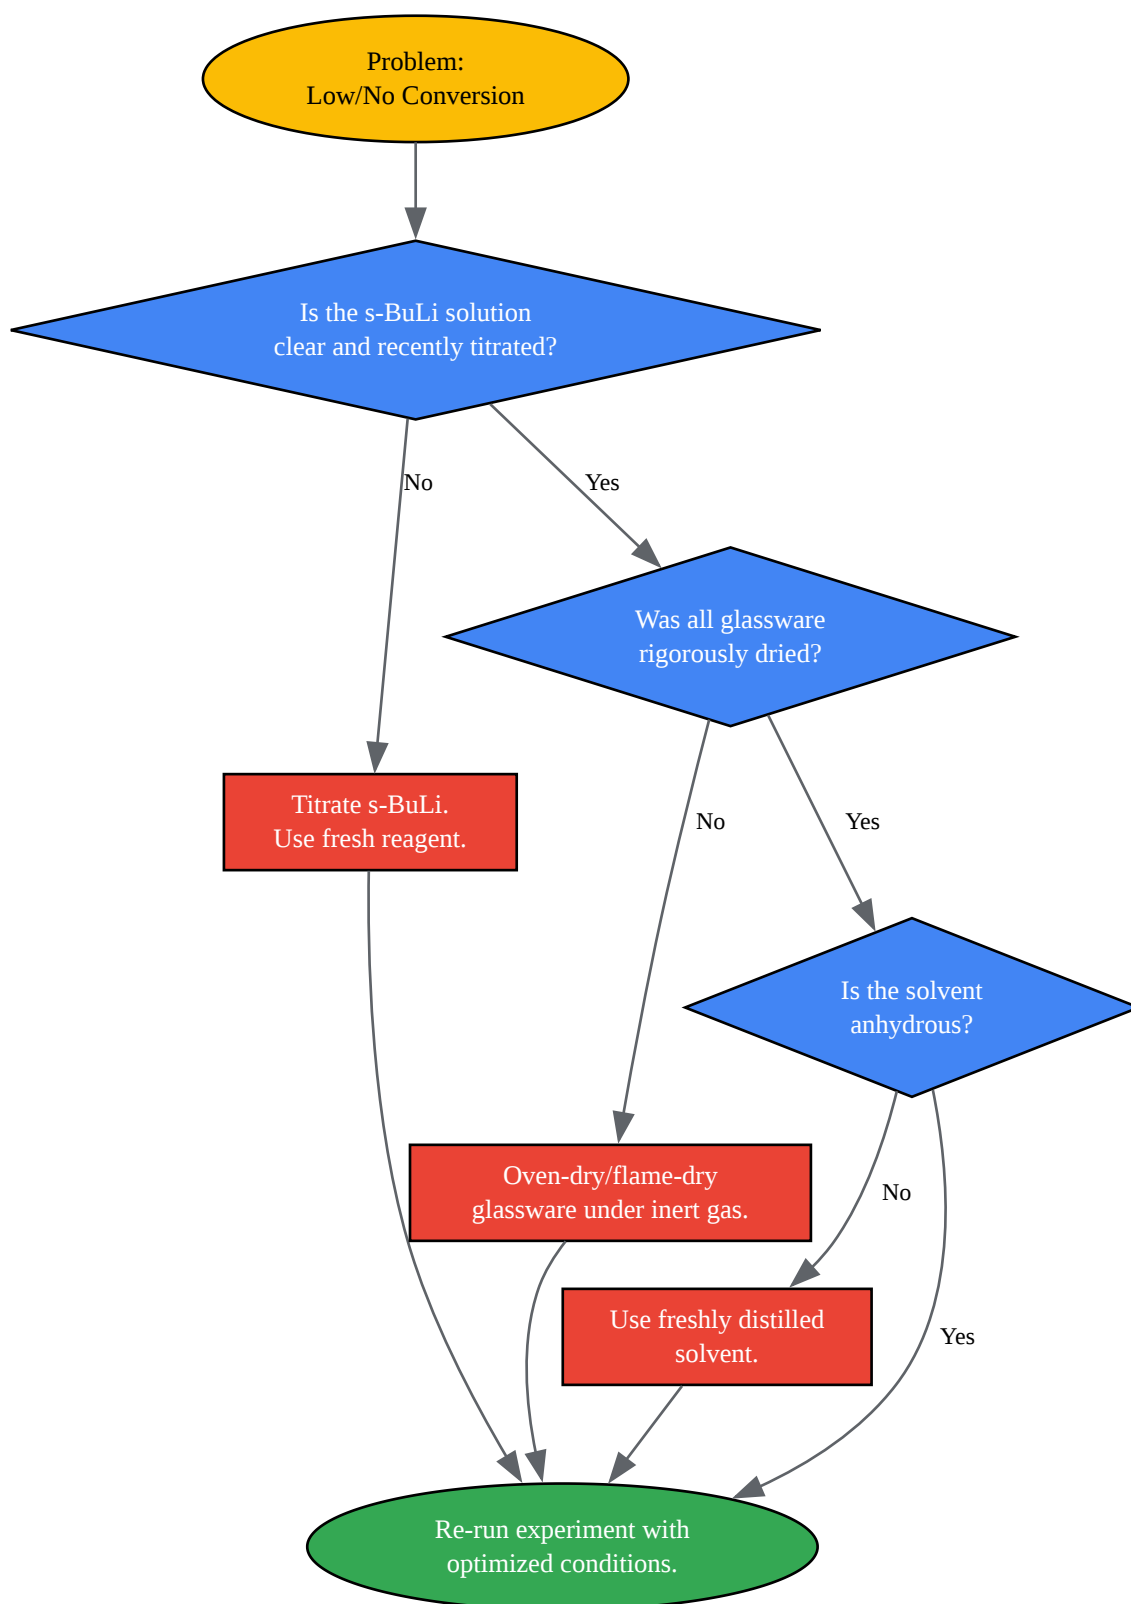 Problem:
Low/No Conversion
Is the s-BuLi solution
clear and recently titrated?
No
Yes
Was all glassware
rigorously dried?
Titrate s-BuLi.
Use fresh reagent.
No
Yes
Is the solvent
anhydrous?
Oven-dry/flame-dry
glassware under inert gas.
No
Use freshly distilled
solvent.
Yes
Re-run experiment with
optimized conditions.